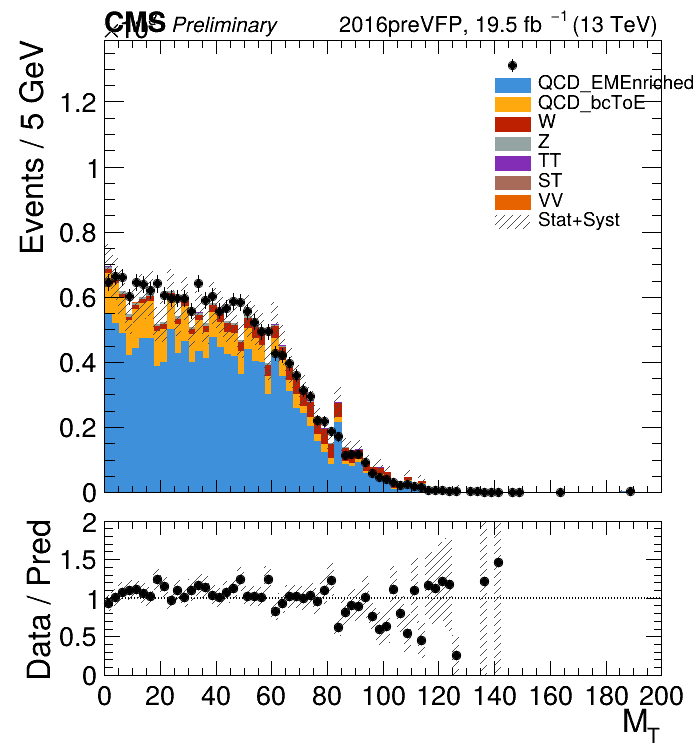 CMS Preliminary 2016preVFP, 19.5 fb⁻¹ (13 TeV)
Events / 5 GeV
1.2
1
0.8
0.6
0.4
0.2
0
QCD_EMEnriched
QCD_bcToE
W
Z
TT
ST
VV
Stat+Syst
Data / Pred
2
1.5
1
0.5
0
0 20 40 60 80 100 120 140 160 180 200
M_T